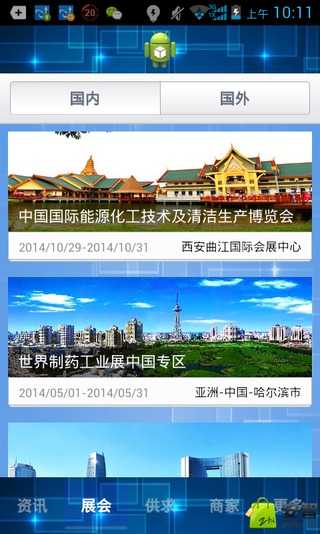 20
上午 10:11
国内 国外
中国国际能源化工技术及清洁生产博览会
2014/10/29-2014/10/31 西安曲江国际会展中心
世界制药工业展中国专区
2014/05/01-2014/05/31 亚洲-中国-哈尔滨市
资讯 展会 供求 商家 更多